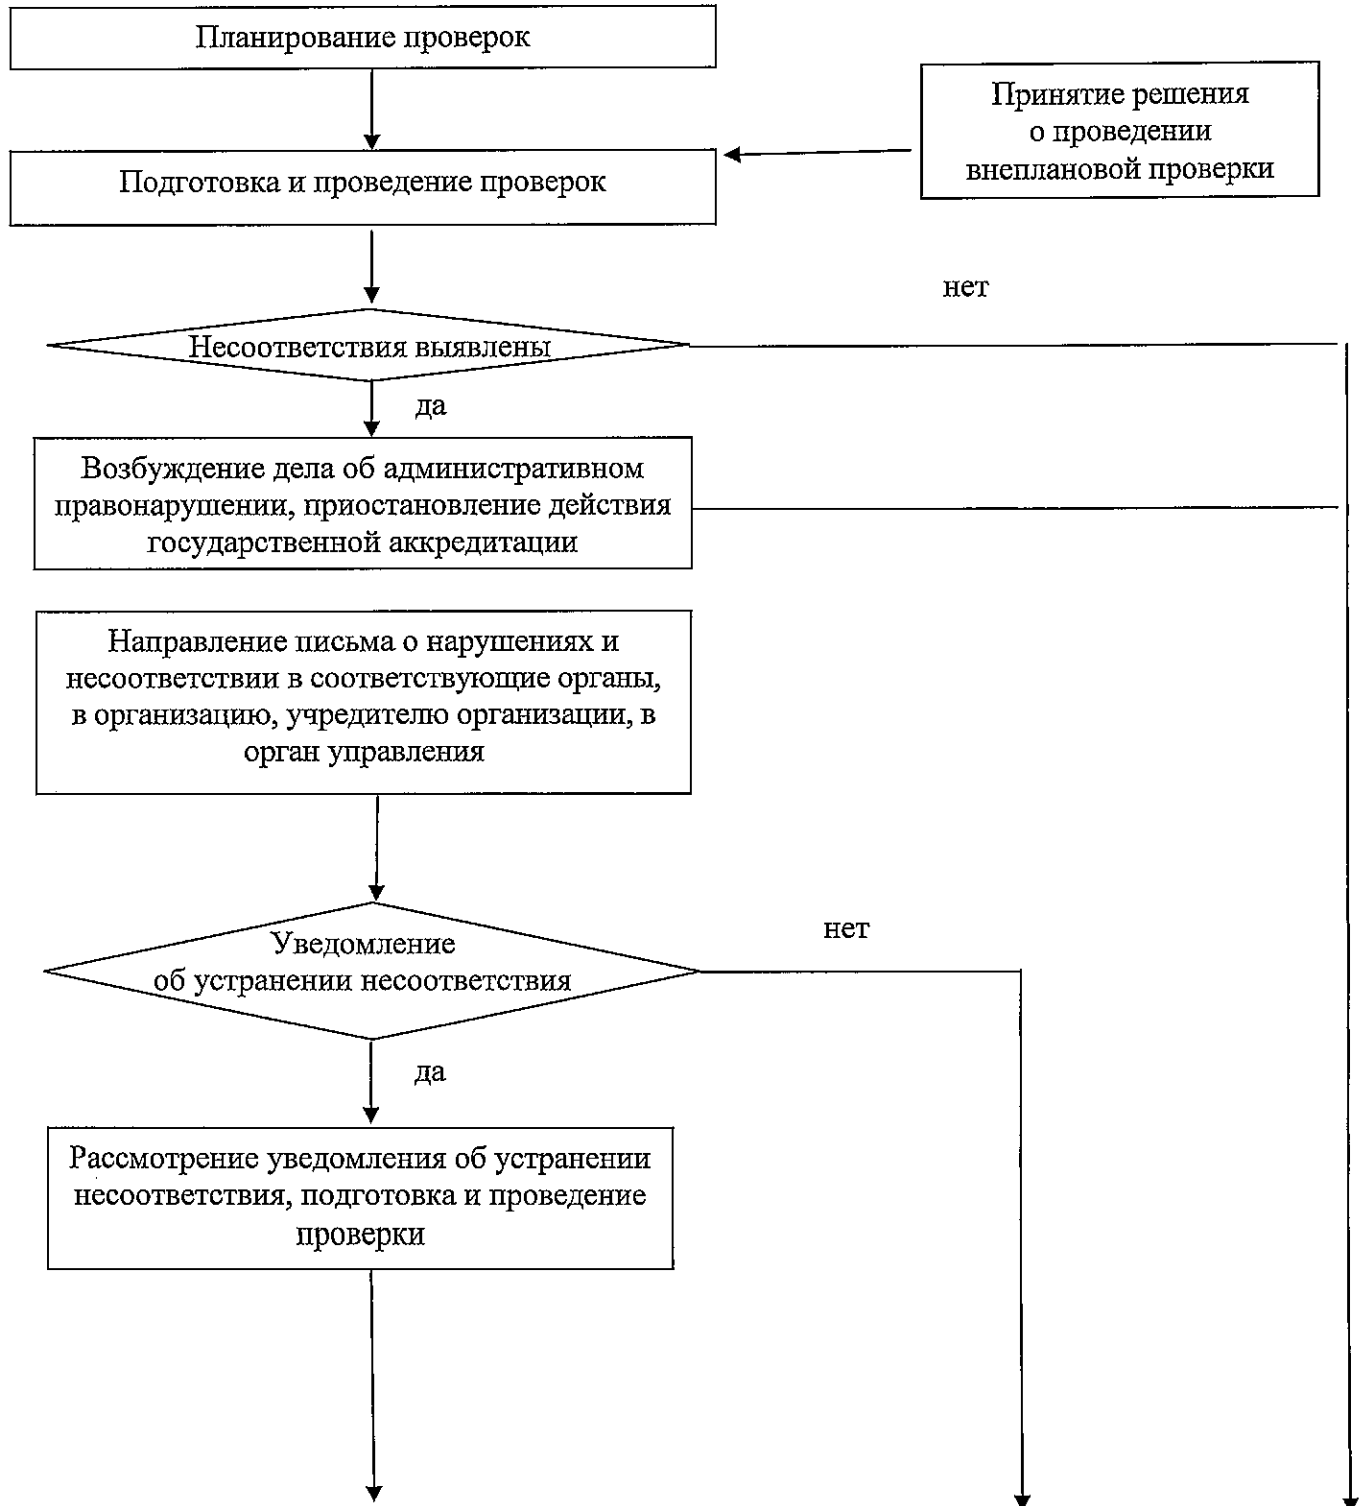 Планирование проверок
Принятие решения
о проведении
внеплановой проверки
Подготовка и проведение проверок
нет
Несоответствия выявлены
да
Возбуждение дела об административном
правонарушении, приостановление действия
государственной аккредитации
Направление письма о нарушениях и
несоответствии в соответствующие органы,
в организацию, учредителю организации, в
орган управления
нет
Уведомление
об устранении несоответствия
да
Рассмотрение уведомления об устранении
несоответствия, подготовка и проведение
проверки